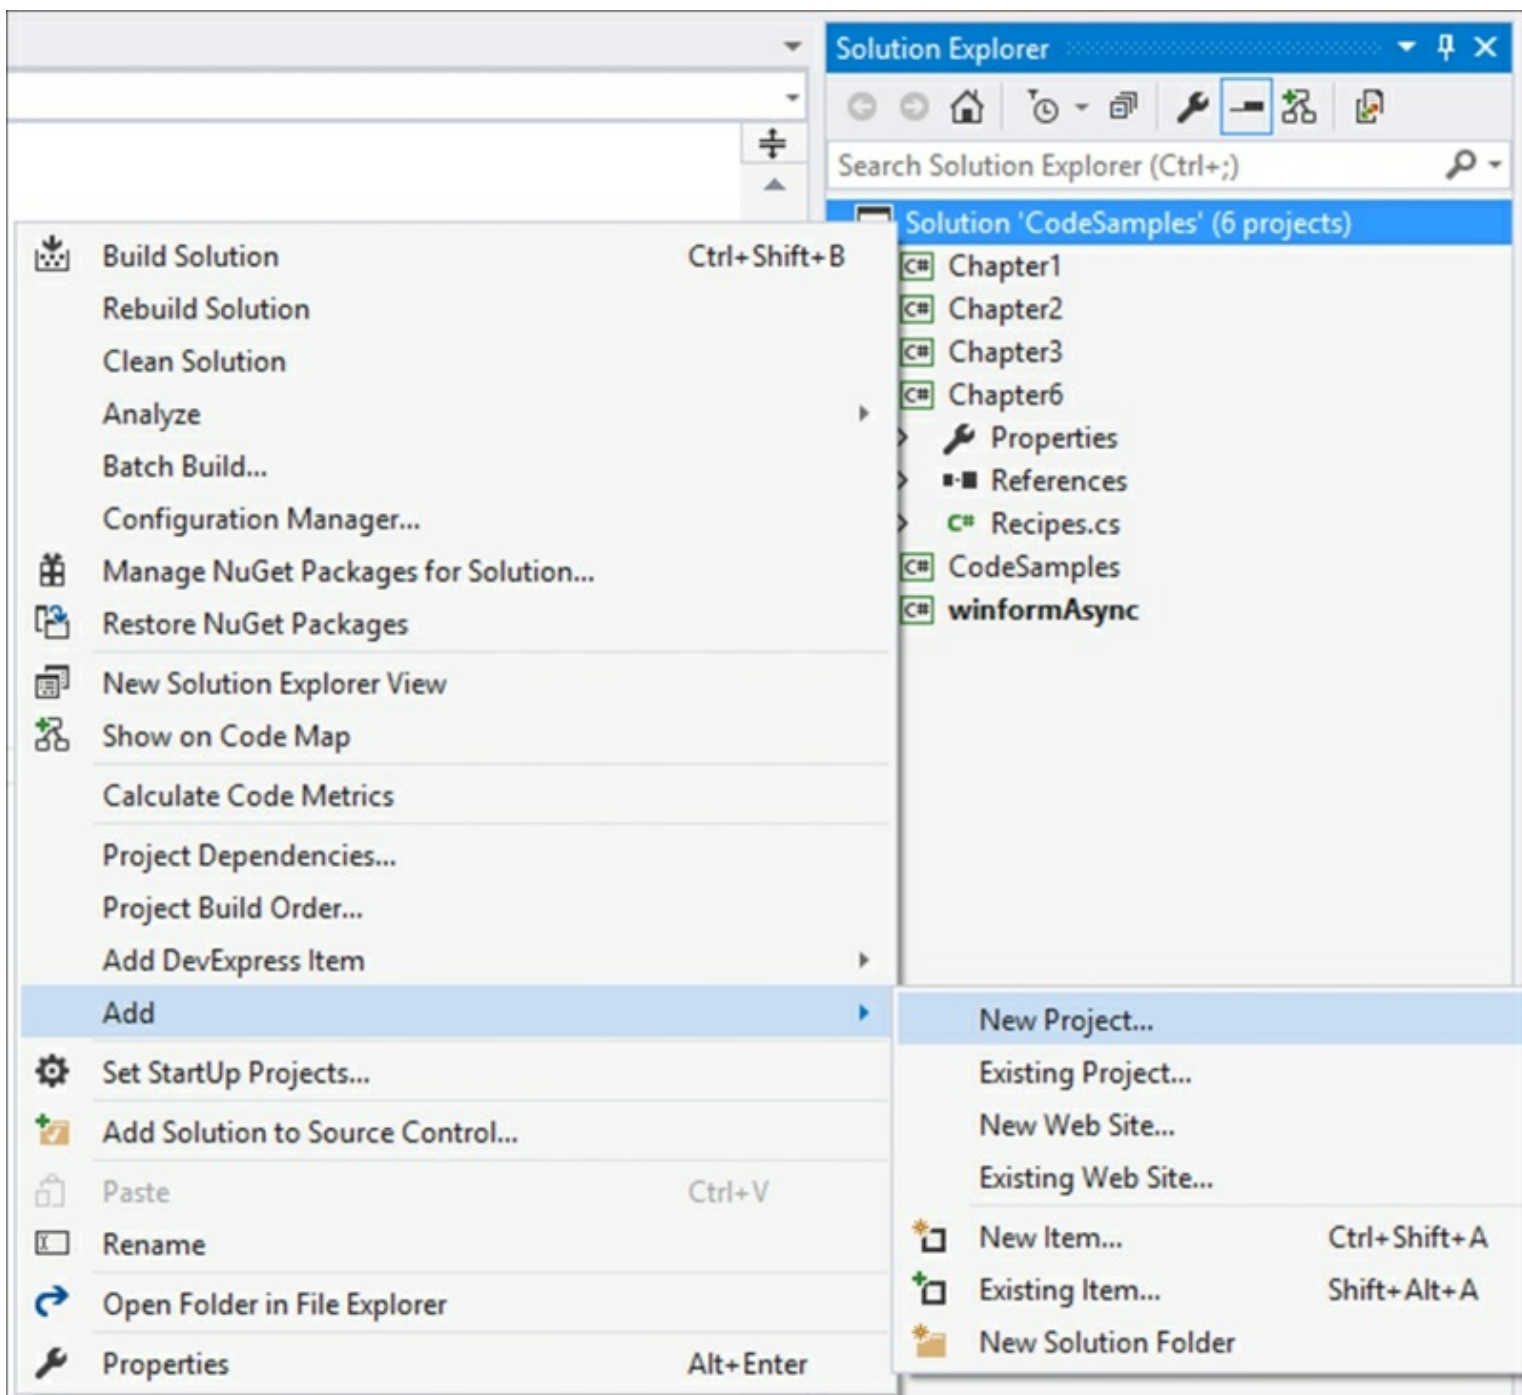 Solution Explorer
Search Solution Explorer (Ctrl+;)
Solution 'CodeSamples' (6 projects)
C# Chapter1
C# Chapter2
C# Chapter3
C# Chapter6
Properties
References
C# Recipes.cs
C# CodeSamples
C# winformAsync
Build Solution Ctrl+Shift+B
Rebuild Solution
Clean Solution
Analyze
Batch Build...
Configuration Manager...
Manage NuGet Packages for Solution...
Restore NuGet Packages
New Solution Explorer View
Show on Code Map
Calculate Code Metrics
Project Dependencies...
Project Build Order...
Add DevExpress Item
Add
Set StartUp Projects...
Add Solution to Source Control...
Paste Ctrl+V
Rename
Open Folder in File Explorer
Properties Alt+Enter
New Project...
Existing Project...
New Web Site...
Existing Web Site...
New Item... Ctrl+Shift+A
Existing Item... Shift+Alt+A
New Solution Folder